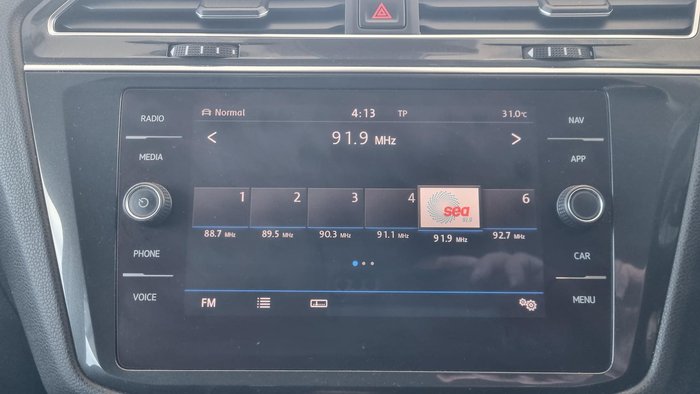 RADIO
MEDIA
PHONE
VOICE
Normal
4:13
TP
31.0°C
< 91.9 MHz >
1
2
3
4
sea
6
88.7 MHz
89.5 MHz
90.3 MHz
91.1 MHz
91.9 MHz
92.7 MHz
FM
NAV
APP
CAR
MENU